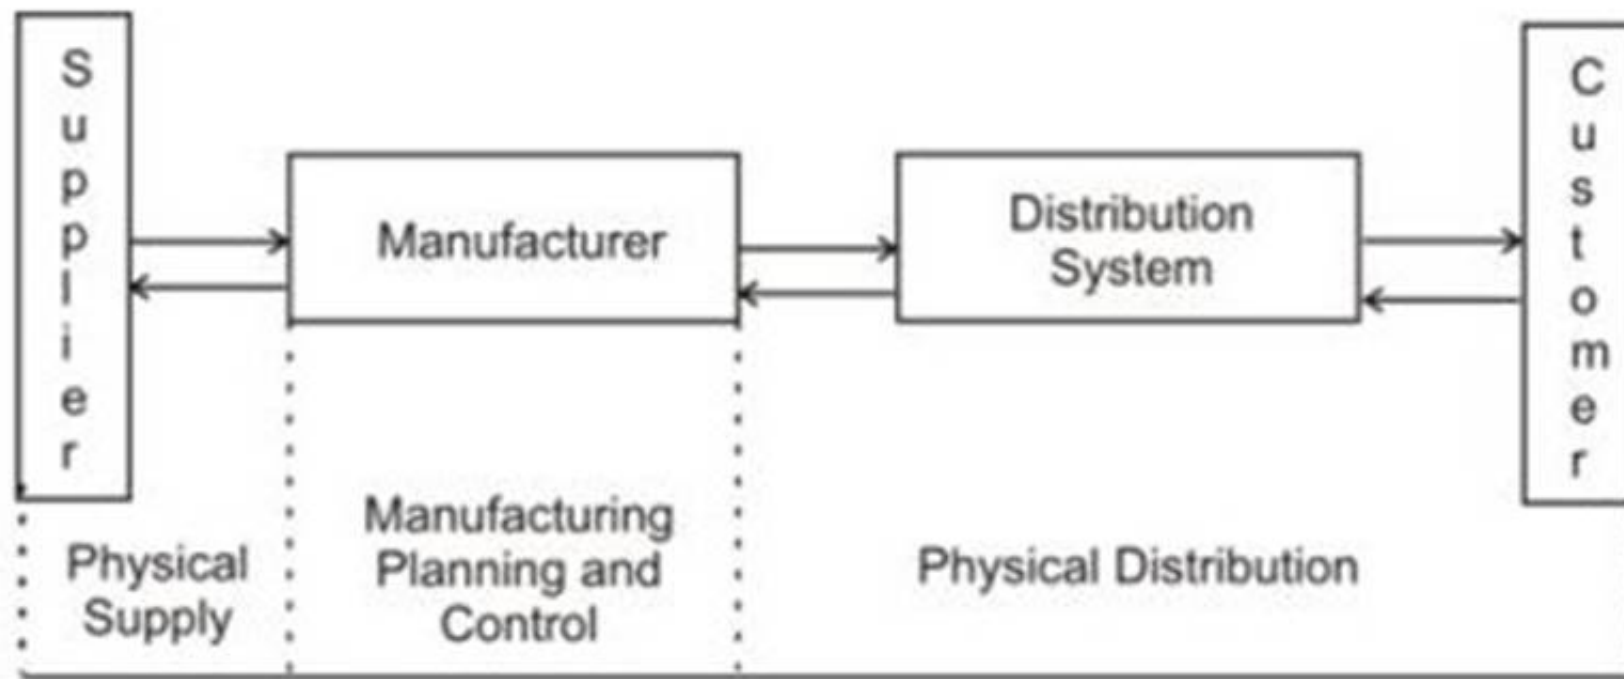 Supplier
Manufacturer
Distribution
System
Customer
Physical
Supply
Manufacturing
Planning and
Control
Physical Distribution